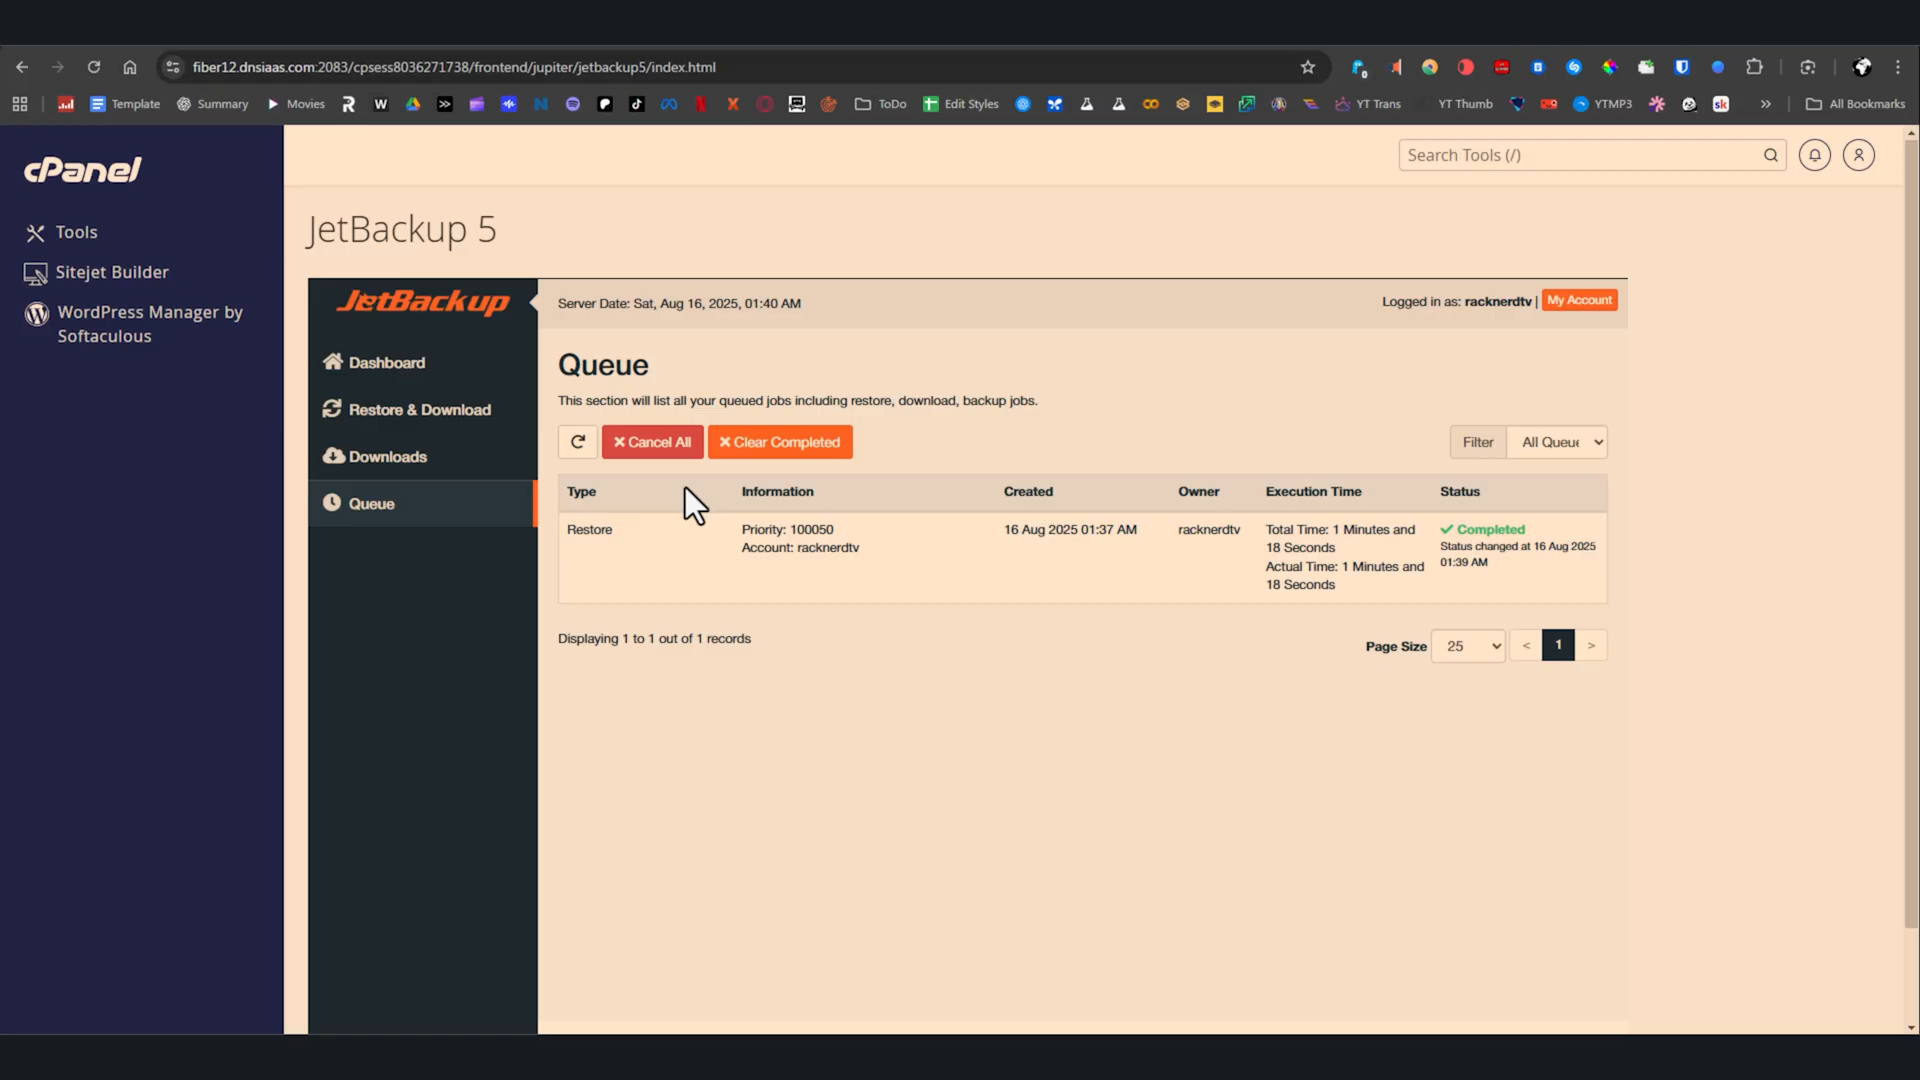 fiber12.dnsiaas.com:2083/cpsess8036271738/frontend/jupiter/jetbackup5/index.html
Template
Summary
Movies
ToDo
Edit Styles
YT Trans
YT Thumb
YTMP3
sk
All Bookmarks
cPanel
Search Tools (/)
Tools
Sitejet Builder
WordPress Manager by
Softaculous
JetBackup 5
JetBackup
Server Date: Sat, Aug 16, 2025, 01:40 AM
Logged in as: racknerdtv | My Account
Dashboard
Restore & Download
Downloads
Queue
Queue
This section will list all your queued jobs including restore, download, backup jobs.
Cancel All
Clear Completed
Filter
All Queue
Type Information Created Owner Execution Time Status
Restore
Priority: 100050
Account: racknerdtv
16 Aug 2025 01:37 AM
racknerdtv
Total Time: 1 Minutes and
18 Seconds
Actual Time: 1 Minutes and
18 Seconds
Completed
Status changed at 16 Aug 2025
01:39 AM
Displaying 1 to 1 out of 1 records
Page Size 25 < 1 >